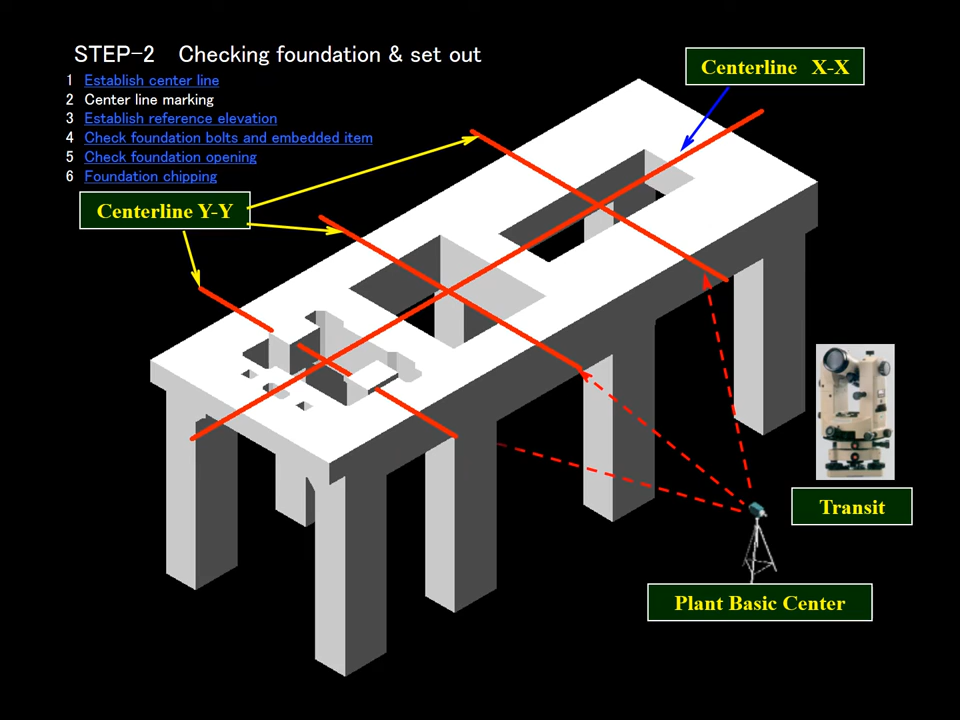 STEP-2 Checking foundation & set out
1 Establish center line
2 Center line marking
3 Establish reference elevation
4 Check foundation bolts and embedded item
5 Check foundation opening
6 Foundation chipping
Centerline X-X
Centerline Y-Y
Transit
Plant Basic Center